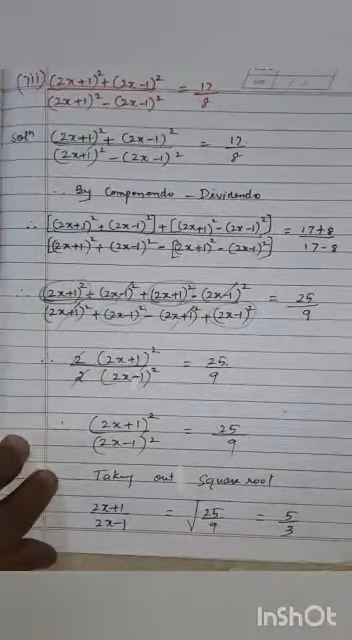 (vii) (2x+1)² + (2x-1)² / (2x+1)² - (2x-1)² = 17/8
Solⁿ (2x+1)² + (2x-1)² / (2x+1)² - (2x-1)² = 17/8
∴ By Componendo - Dividendo
∴ [(2x+1)² + (2x-1)²] + [(2x+1)² - (2x-1)²] / [(2x+1)² + (2x-1)² - [(2x+1)² - (2x-1)²] = 17+8 / 17-8
∴ (2x+1)² + (2x-1)² + (2x+1)² - (2x-1)² / (2x+1)² + (2x-1)² - (2x+1)² + (2x-1)² = 25/9
∴ 2 (2x+1)² / 2 (2x-1)² = 25/9
∴ (2x+1)² / (2x-1)² = 25/9
Taking out square root
2x+1 / 2x-1 = √25/9 = 5/3
InShOt